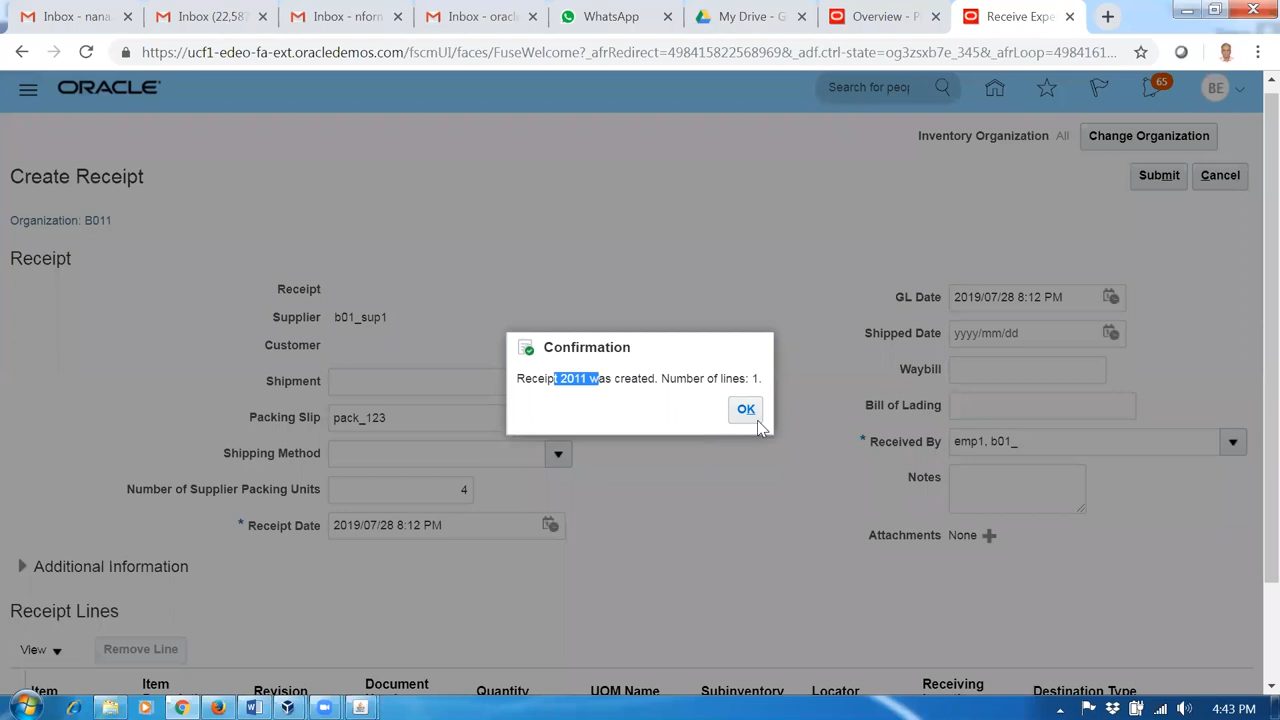 Inbox - nana
Inbox (22,58
Inbox - nforn
Inbox - prec
WhatsApp
My Drive - G
Overview - P
Receive Expe
https://ucf1-edeo-fa-ext.oracledemos.com/fscmUI/faces/FuseWelcome?_afrRedirect=4984158225689&_adf.ctrl-state=og3zsxb7e_345&_afrLoop=4984161...
ORACLE
Search for peop
65
BE
Inventory Organization All
Change Organization
Create Receipt
Submit
Cancel
Organization: B011
Receipt
Receipt
Supplier b01_sup1
Customer
Shipment
Packing Slip pack_123
Shipping Method
Number of Supplier Packing Units 4
* Receipt Date 2019/07/28 8:12 PM
GL Date 2019/07/28 8:12 PM
Shipped Date yyyy/mm/dd
Waybill
Bill of Lading
* Received By emp1, b01_
Notes
Attachments None
Confirmation
Receipt 2011 was created. Number of lines: 1.
OK
Additional Information
Receipt Lines
View
Remove Line
Item
Item
Revision
Document
Quantity
UOM Name
Subinventory
Locator
Receiving
Destination Type
4:43 PM